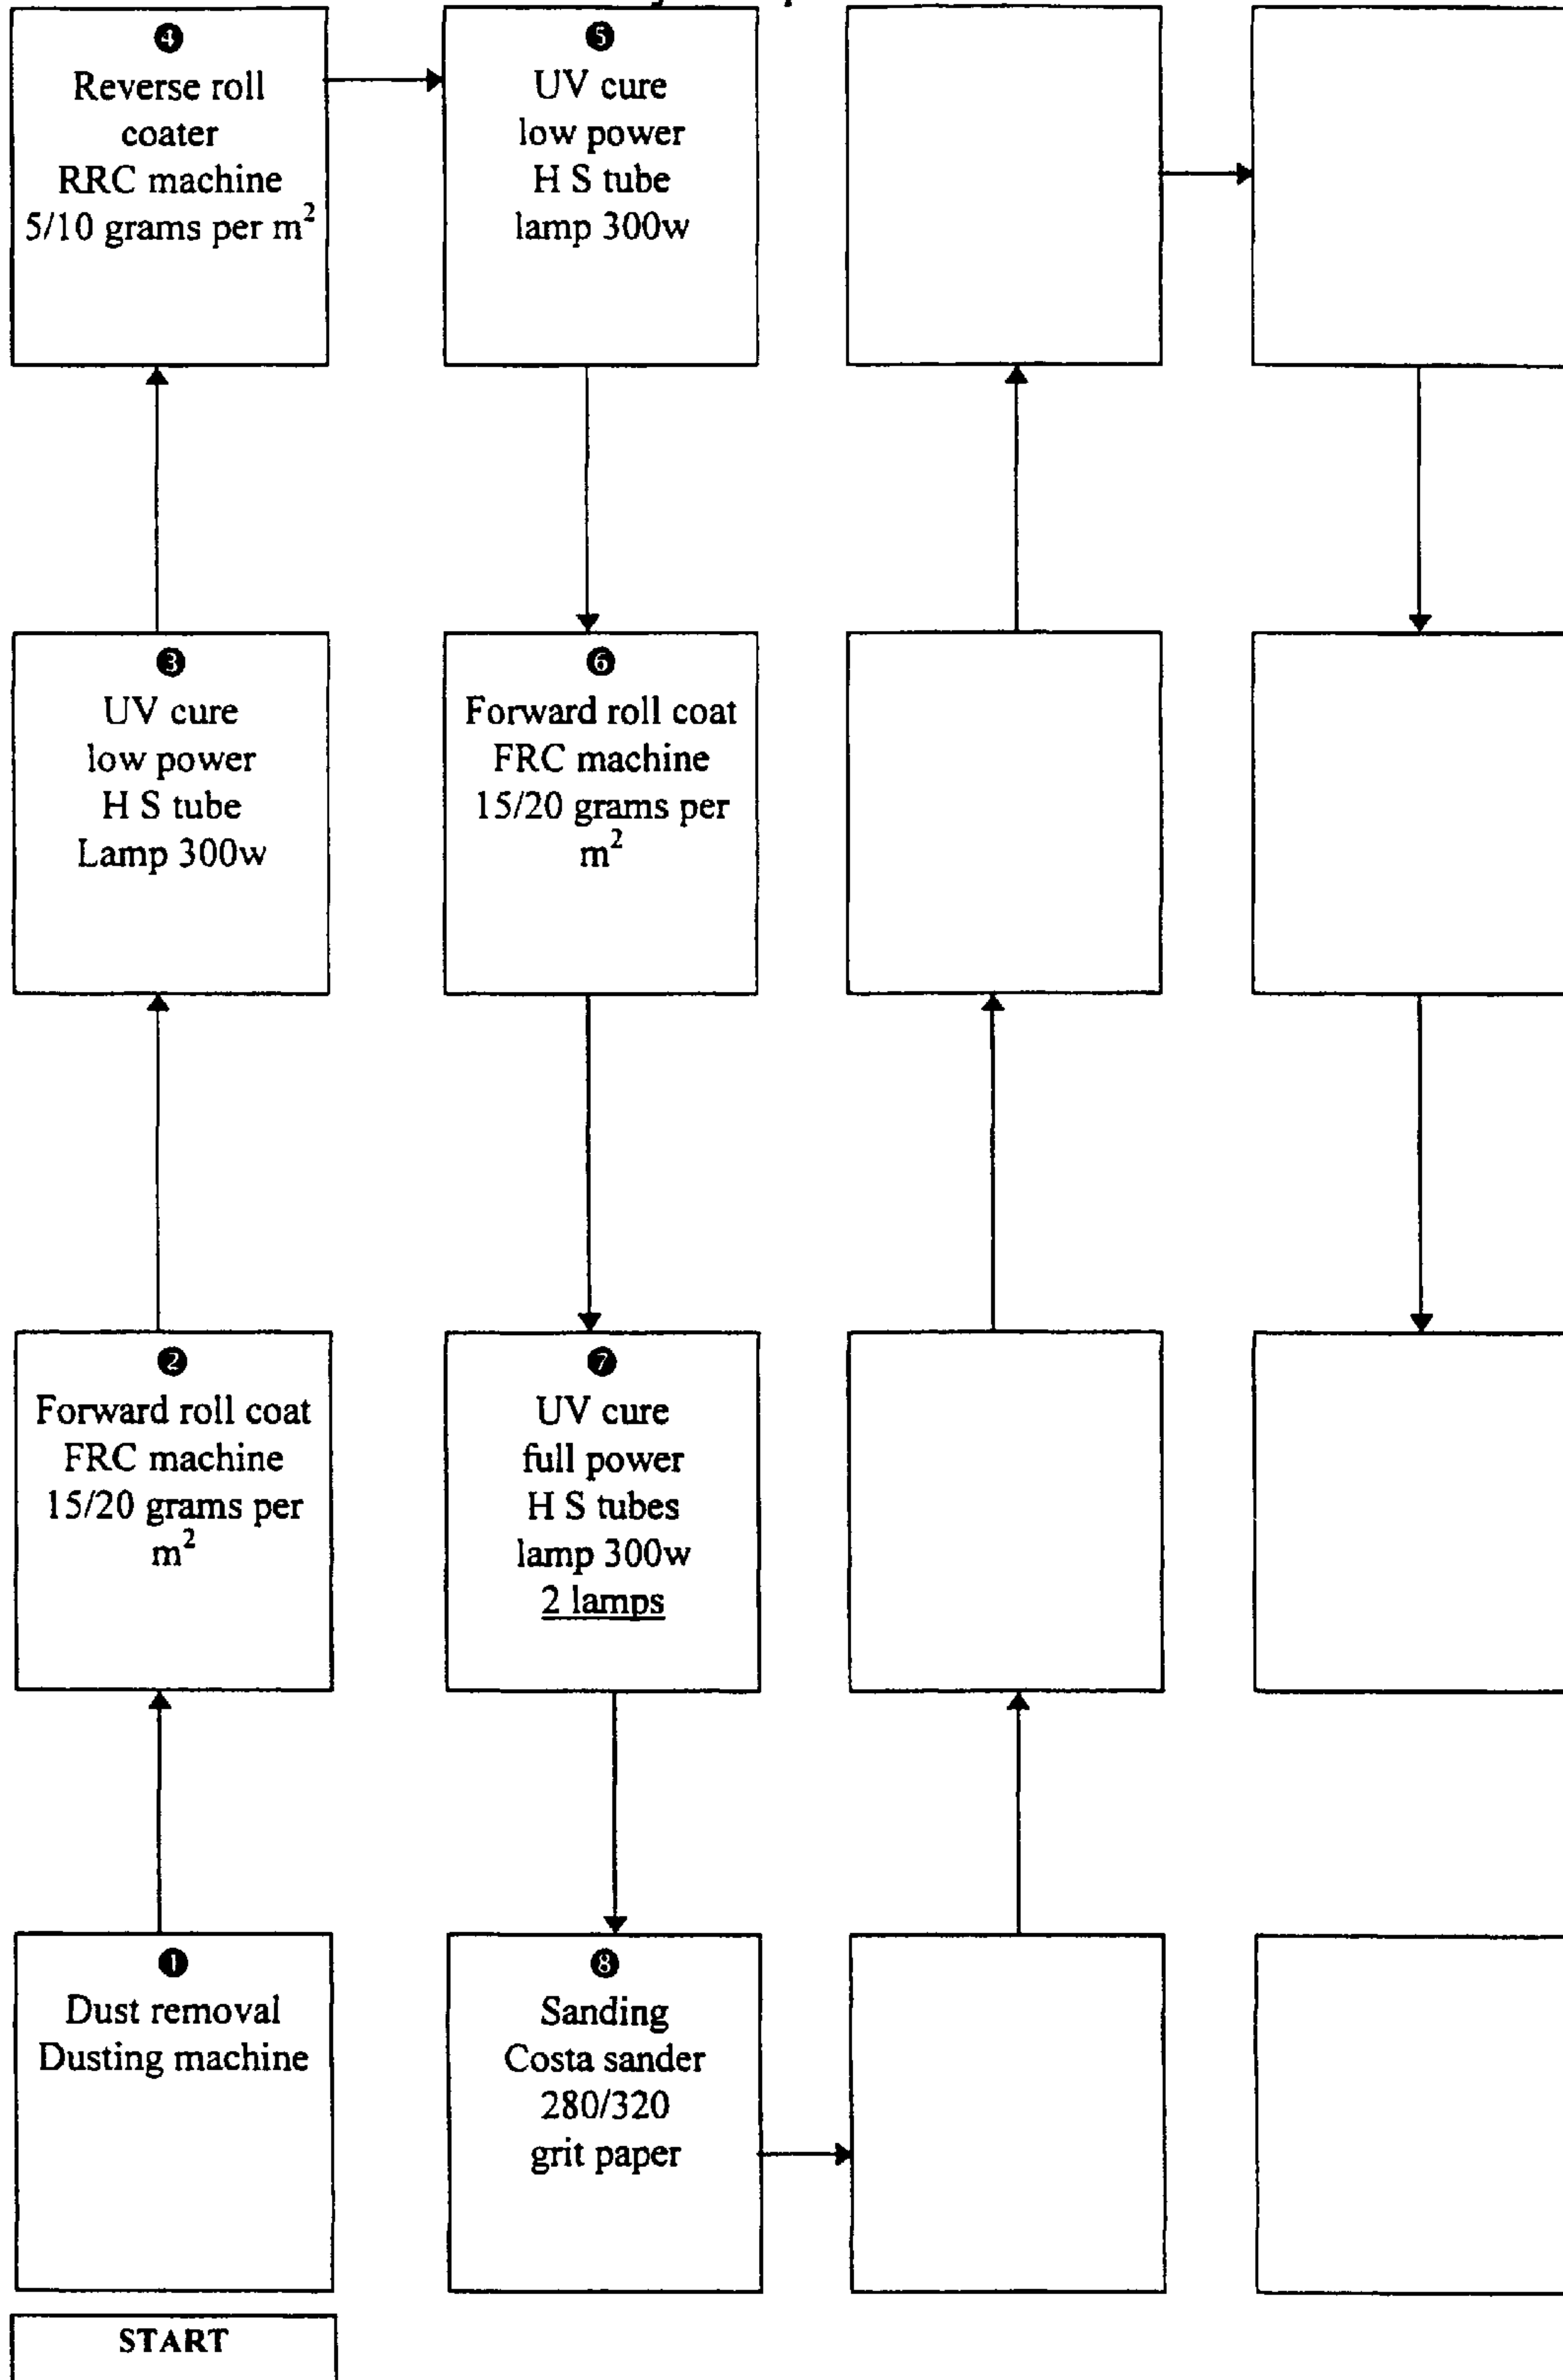 ❹
Reverse roll
coater
RRC machine
5/10 grams per m²
❺
UV cure
low power
H S tube
lamp 300w
❸
UV cure
low power
H S tube
Lamp 300w
❻
Forward roll coat
FRC machine
15/20 grams per
m²
❷
Forward roll coat
FRC machine
15/20 grams per
m²
❼
UV cure
full power
H S tubes
lamp 300w
2 lamps
❶
Dust removal
Dusting machine
❽
Sanding
Costa sander
280/320
grit paper
START